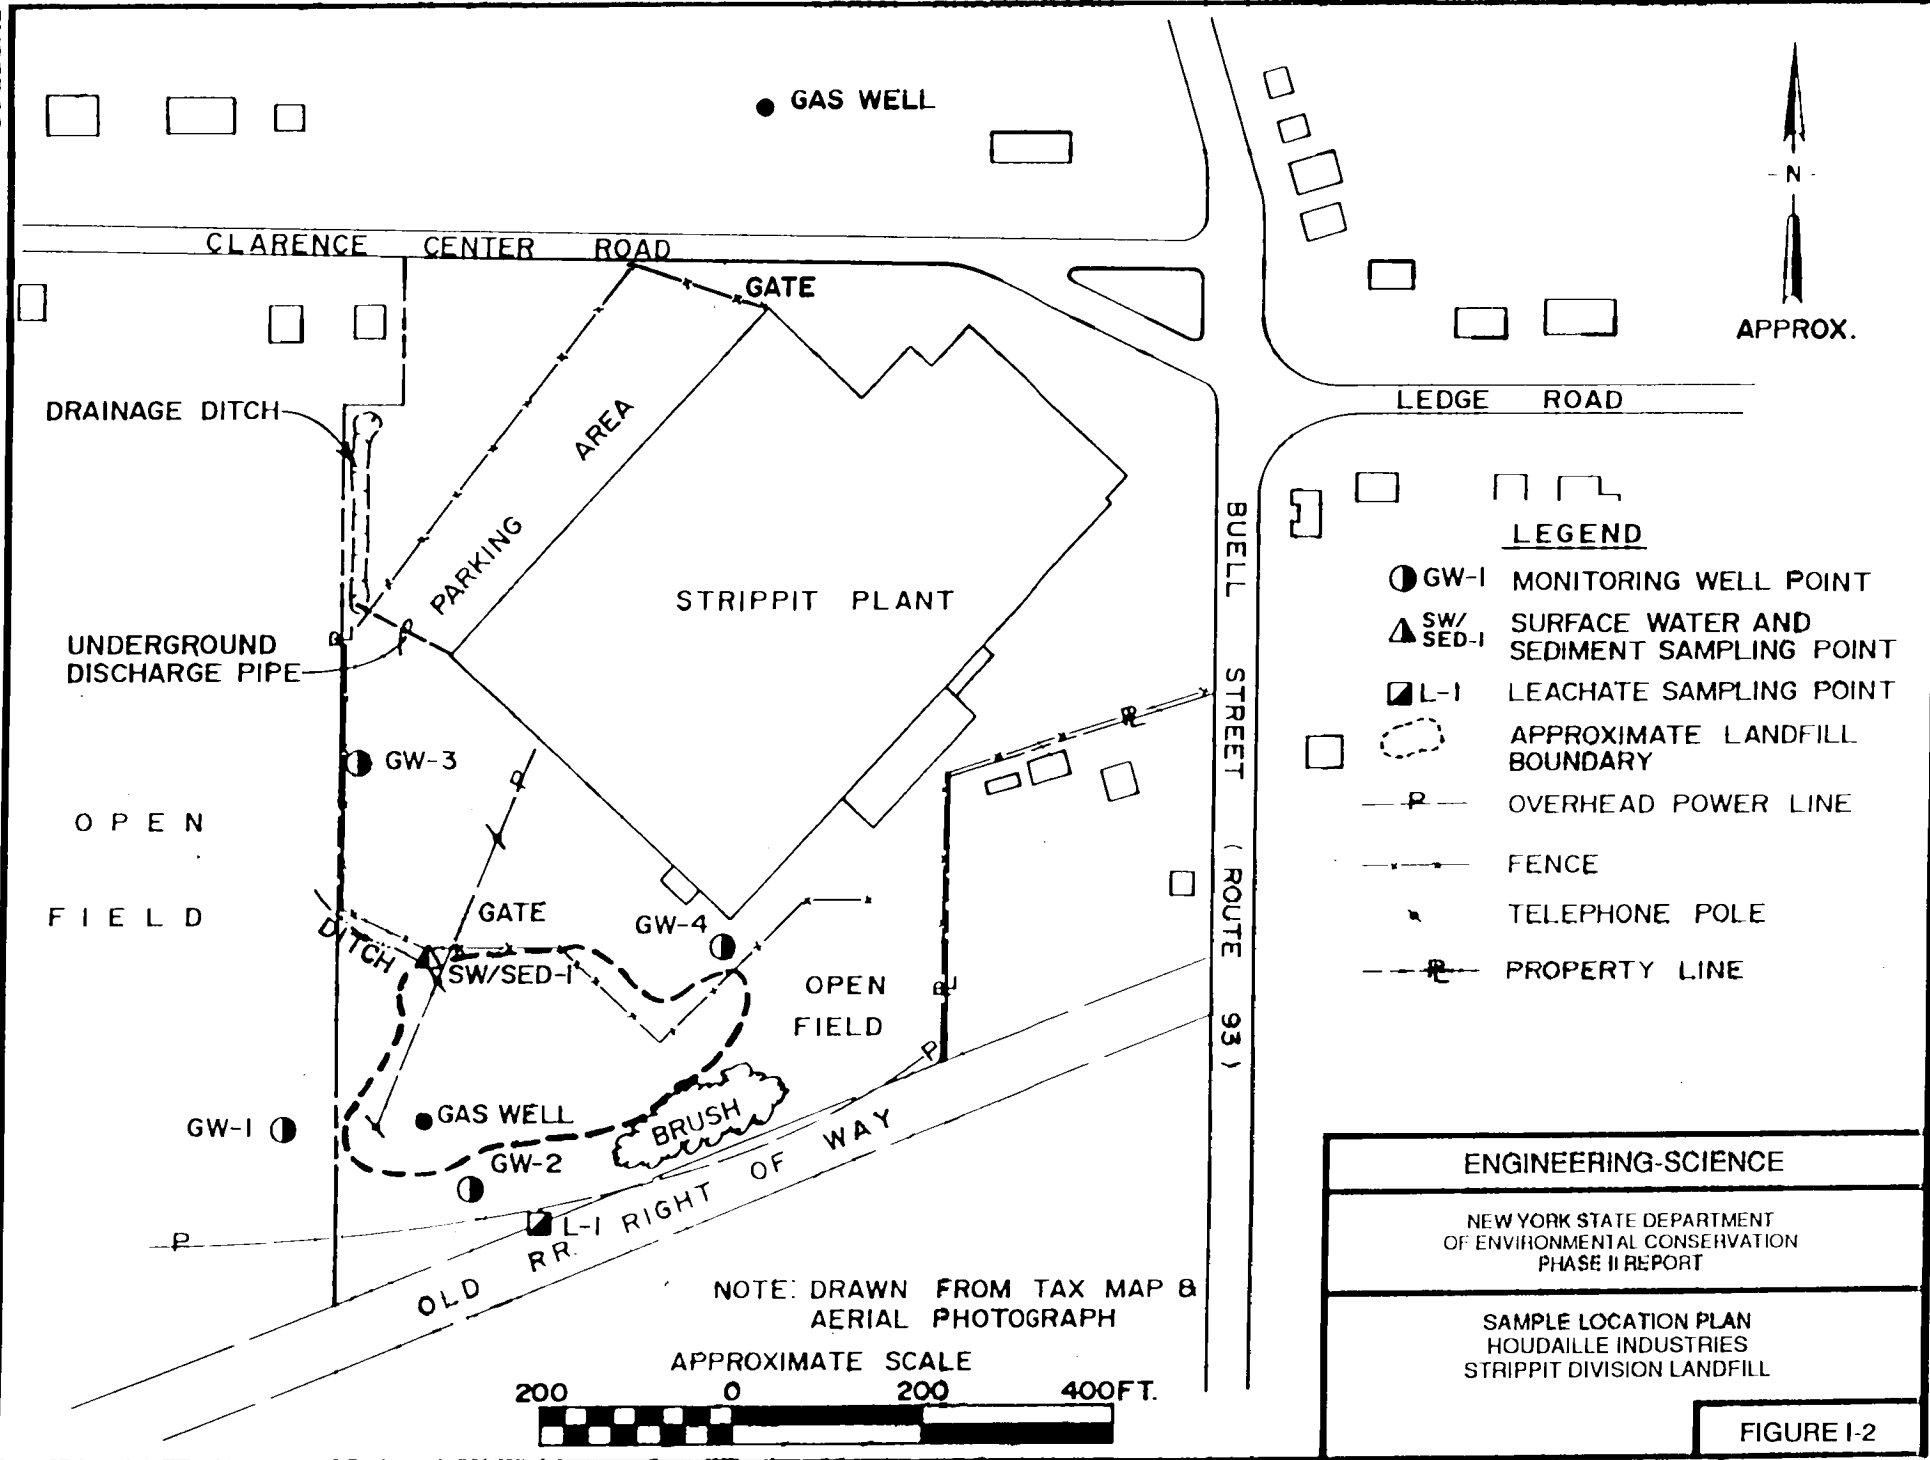 GAS WELL
- N -
APPROX.
CLARENCE CENTER ROAD
GATE
DRAINAGE DITCH
PARKING AREA
LEDGE ROAD
STRIPPIT PLANT
BUELL STREET (ROUTE 93)
UNDERGROUND
DISCHARGE PIPE
GW-3
P
OPEN
FIELD
GATE
DITCH
SW/SED-1
GW-4
OPEN
FIELD
P
GW-1
GAS WELL
GW-2
BRUSH
P
L-1
OLD RR. RIGHT OF WAY
LEGEND
GW-1 MONITORING WELL POINT
SW/
SED-1
SURFACE WATER AND
SEDIMENT SAMPLING POINT
L-1 LEACHATE SAMPLING POINT
APPROXIMATE LANDFILL
BOUNDARY
P OVERHEAD POWER LINE
FENCE
TELEPHONE POLE
PROPERTY LINE
NOTE: DRAWN FROM TAX MAP &
AERIAL PHOTOGRAPH
APPROXIMATE SCALE
200 0 200 400FT.
ENGINEERING-SCIENCE
NEW YORK STATE DEPARTMENT
OF ENVIRONMENTAL CONSERVATION
PHASE II REPORT
SAMPLE LOCATION PLAN
HOUDAILLE INDUSTRIES
STRIPPIT DIVISION LANDFILL
FIGURE I-2